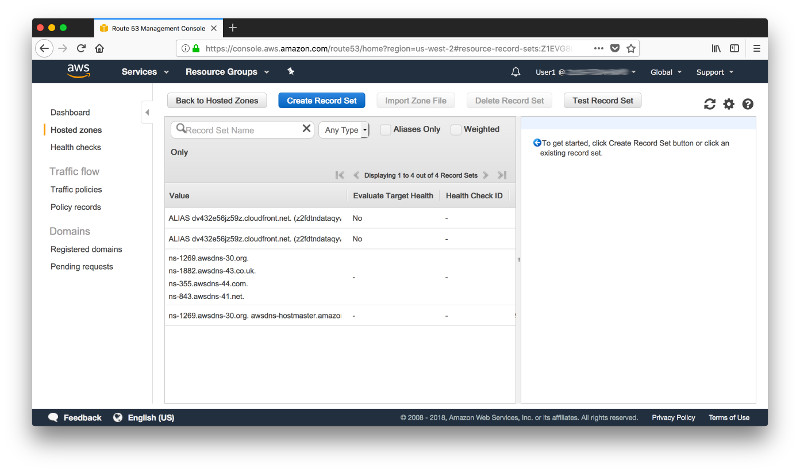 Route 53 Management Console
https://console.aws.amazon.com/route53/home?region=us-west-2#resource-record-sets:Z1EVG
aws
Services
Resource Groups
User1 @
Global
Support
Dashboard
Hosted zones
Health checks
Traffic flow
Traffic policies
Policy records
Domains
Registered domains
Pending requests
Back to Hosted Zones
Create Record Set
Import Zone File
Delete Record Set
Test Record Set
Record Set Name
Any Type
Aliases Only
Weighted
Only
Displaying 1 to 4 out of 4 Record Sets
Value Evaluate Target Health Health Check ID
ALIAS dv432e56jz59z.cloudfront.net. (z2fdtndataqyv No -
ALIAS dv432e56jz59z.cloudfront.net. (z2fdtndataqyv No -
ns-1269.awsdns-30.org.
ns-1882.awsdns-43.co.uk.
ns-355.awsdns-44.com. - -
ns-843.awsdns-41.net.
ns-1269.awsdns-30.org. awsdns-hostmaster.amazo - -
To get started, click Create Record Set button or click an
existing record set.
Feedback
English (US)
© 2008 - 2018, Amazon Web Services, Inc. or its affiliates. All rights reserved.
Privacy Policy
Terms of Use